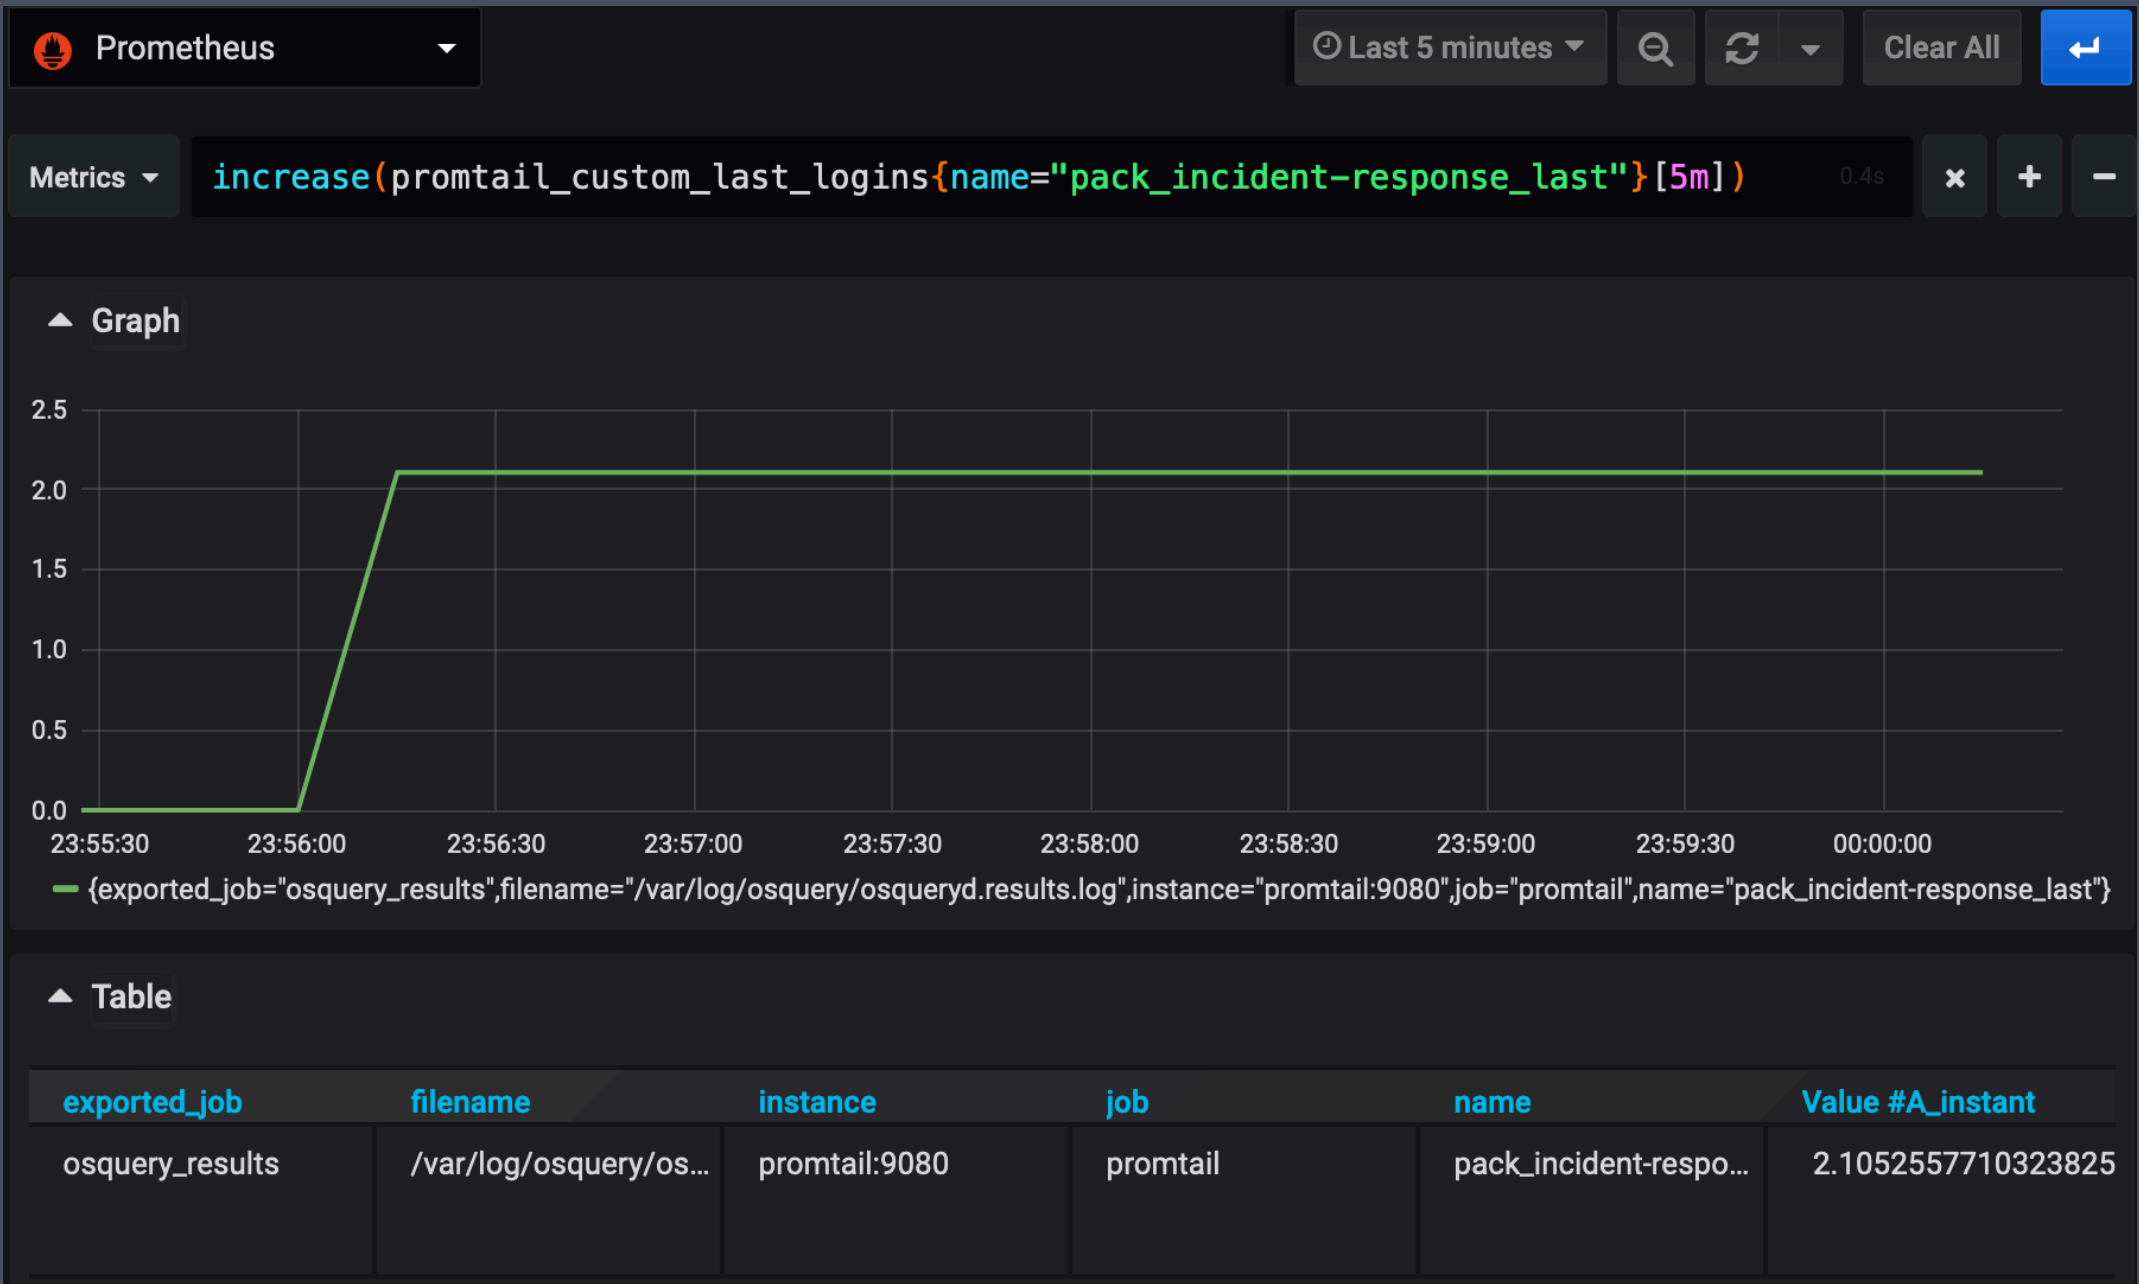 Prometheus
Last 5 minutes
Clear All
Metrics
increase(promtail_custom_last_logins{name="pack_incident-response_last"}[5m])
0.4s
Graph
2.5
2.0
1.5
1.0
0.5
0.0
23:55:30 23:56:00 23:56:30 23:57:00 23:57:30 23:58:00 23:58:30 23:59:00 23:59:30 00:00:00
{exported_job="osquery_results",filename="/var/log/osquery/osqueryd.results.log",instance="promtail:9080",job="promtail",name="pack_incident-response_last"}
Table
exported_job filename instance job name Value #A_instant
osquery_results /var/log/osquery/os... promtail:9080 promtail pack_incident-respo... 2.1052557710323825